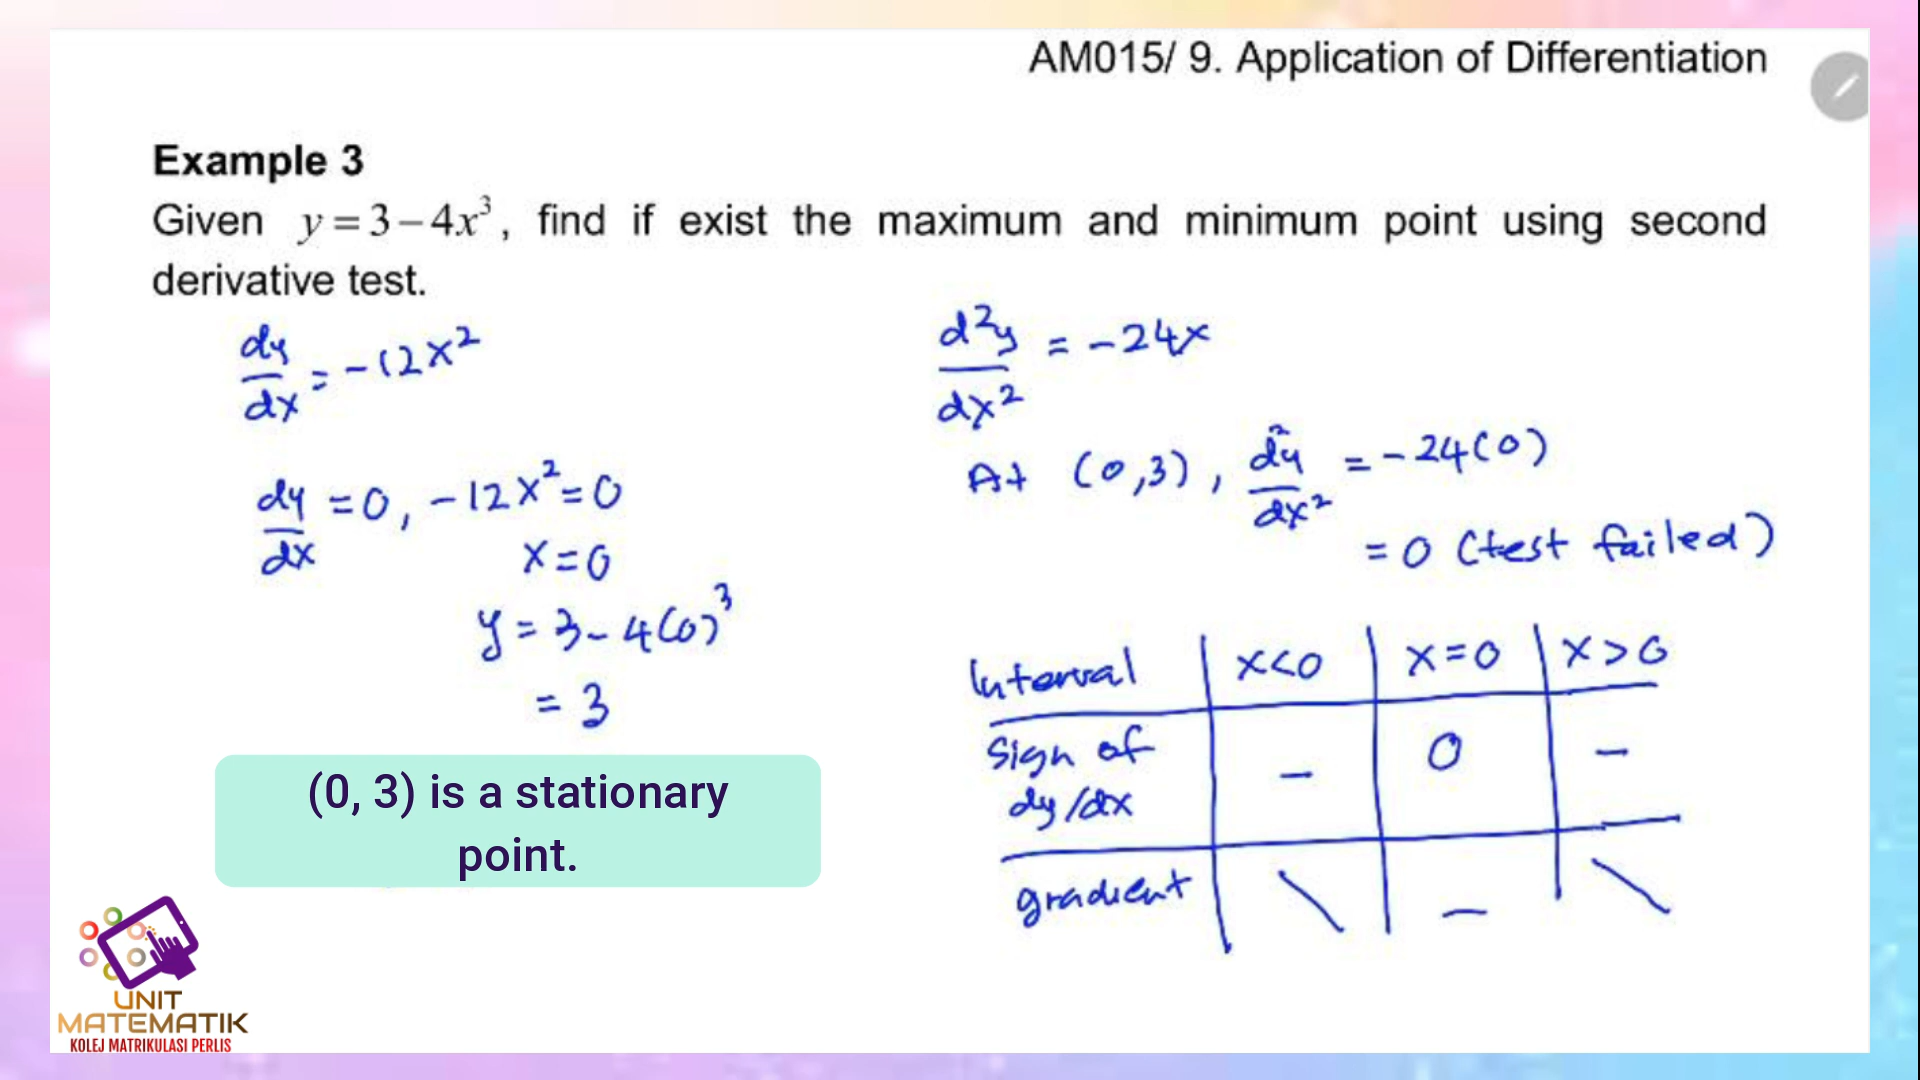 AM015/ 9. Application of Differentiation
Example 3
Given y = 3 – 4x³, find if exist the maximum and minimum point using second
derivative test.
dy/dx = -12x²
dy/dx = 0, -12x² = 0
x = 0
y = 3 - 4(0)³
= 3
(0, 3) is a stationary
point.
d²y/dx² = -24x
At (0,3), d²y/dx² = -24(0)
= 0 (test failed)
Interval | x<0 | x=0 | x>0
Sign of dy/dx | - | 0 | -
gradient | \ | — | \
UNIT
MATEMATIK
KOLEJ MATRIKULASI PERLIS